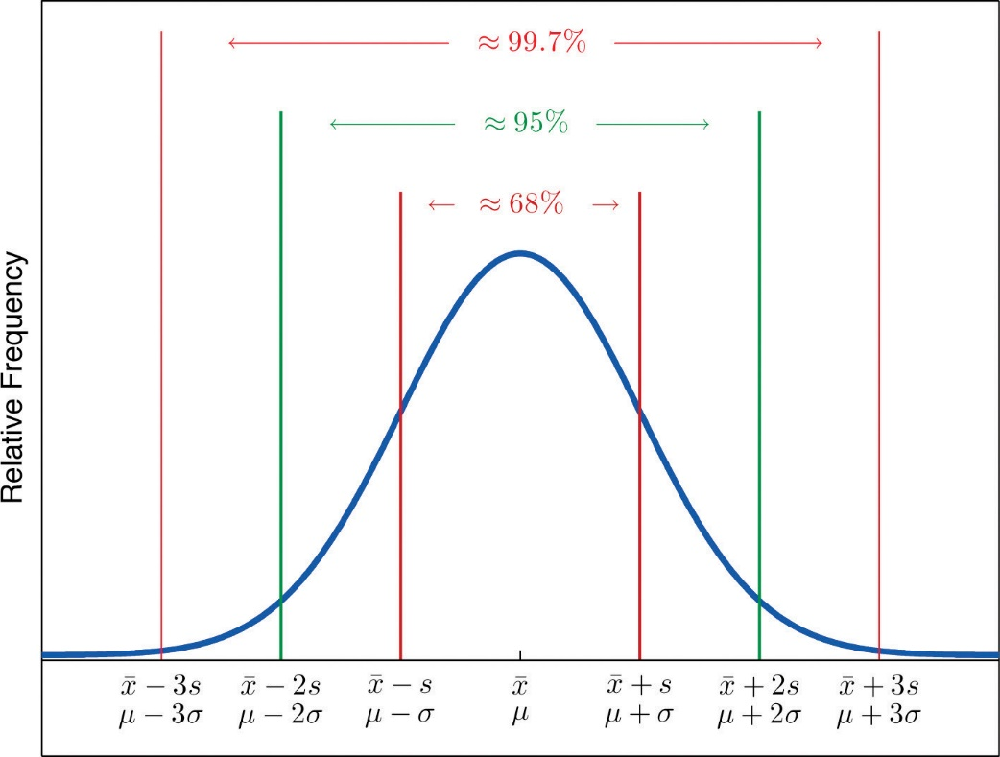 ≈ 99.7%
≈ 95%
≈ 68%
Relative Frequency
x̄ − 3s x̄ − 2s x̄ − s x̄ x̄ + s x̄ + 2s x̄ + 3s
μ − 3σ μ − 2σ μ − σ μ μ + σ μ + 2σ μ + 3σ